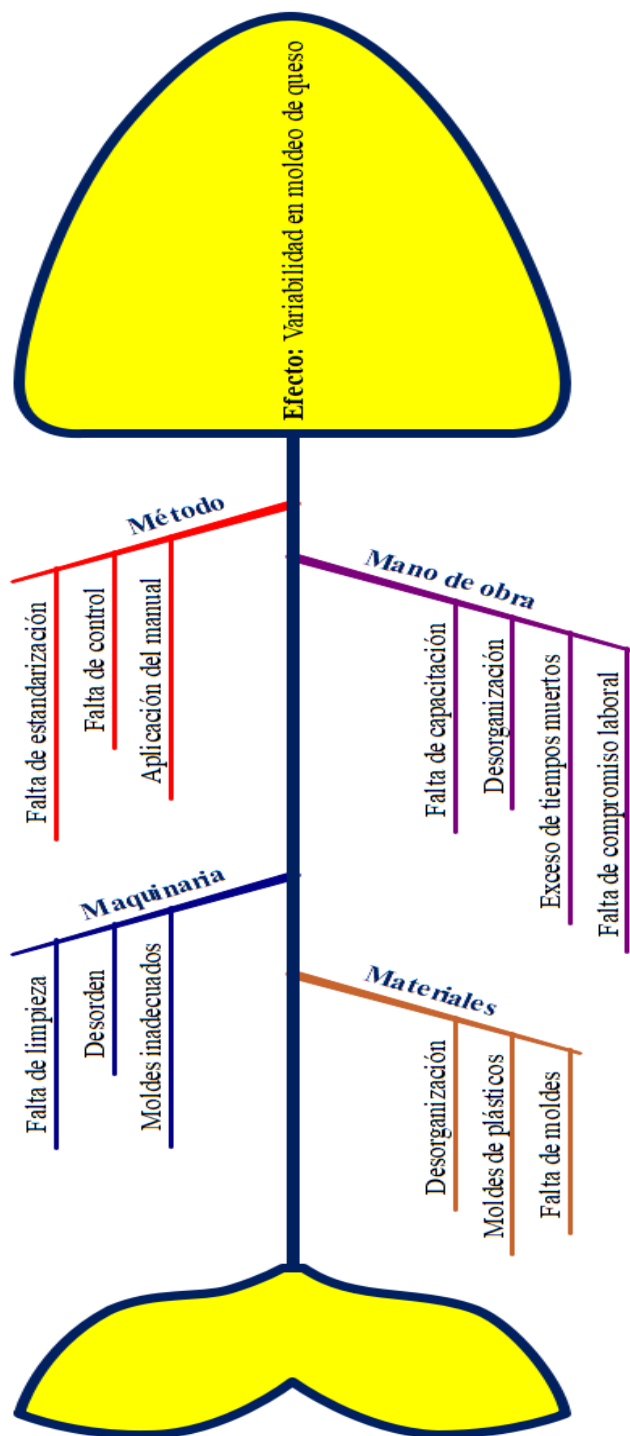 Efecto: Variabilidad en moldeo de queso
Método
Falta de estandarización
Falta de control
Aplicación del manual
Mano de obra
Falta de capacitación
Desorganización
Exceso de tiempos muertos
Falta de compromiso laboral
Maquinaria
Falta de limpieza
Desorden
Moldes inadecuados
Materiales
Desorganización
Moldes de plásticos
Falta de moldes